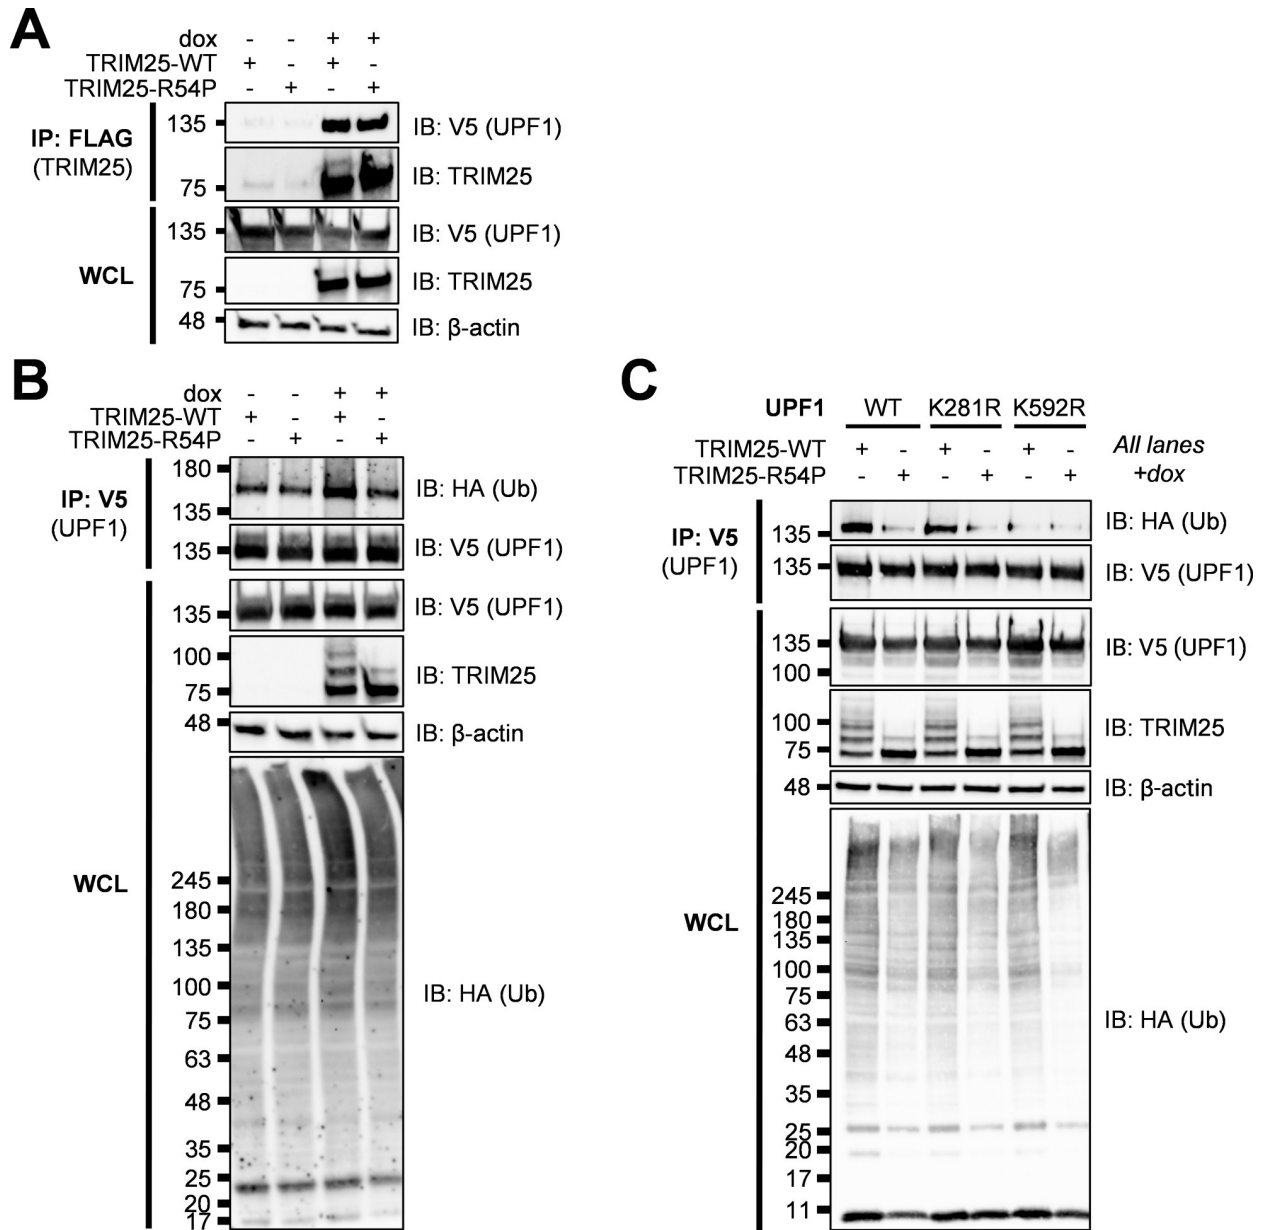 A
dox - - + +
TRIM25-WT + - + -
TRIM25-R54P - + - +
IP: FLAG
(TRIM25)
135 IB: V5 (UPF1)
75 IB: TRIM25
WCL
135 IB: V5 (UPF1)
75 IB: TRIM25
48 IB: β-actin
B
dox - - + +
TRIM25-WT + - + -
TRIM25-R54P - + - +
IP: V5
(UPF1)
180
135
IB: HA (Ub)
135 IB: V5 (UPF1)
135 IB: V5 (UPF1)
100
75
IB: TRIM25
48 IB: β-actin
WCL
245
180
135
100
75
63
48
35
25
20
17
IB: HA (Ub)
C
UPF1 WT K281R K592R
TRIM25-WT + - + - + -
TRIM25-R54P - + - + - +
All lanes
+dox
IP: V5
(UPF1)
135 IB: HA (Ub)
135 IB: V5 (UPF1)
135
100
IB: V5 (UPF1)
100
75
IB: TRIM25
48 IB: β-actin
WCL
245
180
135
100
75
63
48
35
25
20
17
11
IB: HA (Ub)